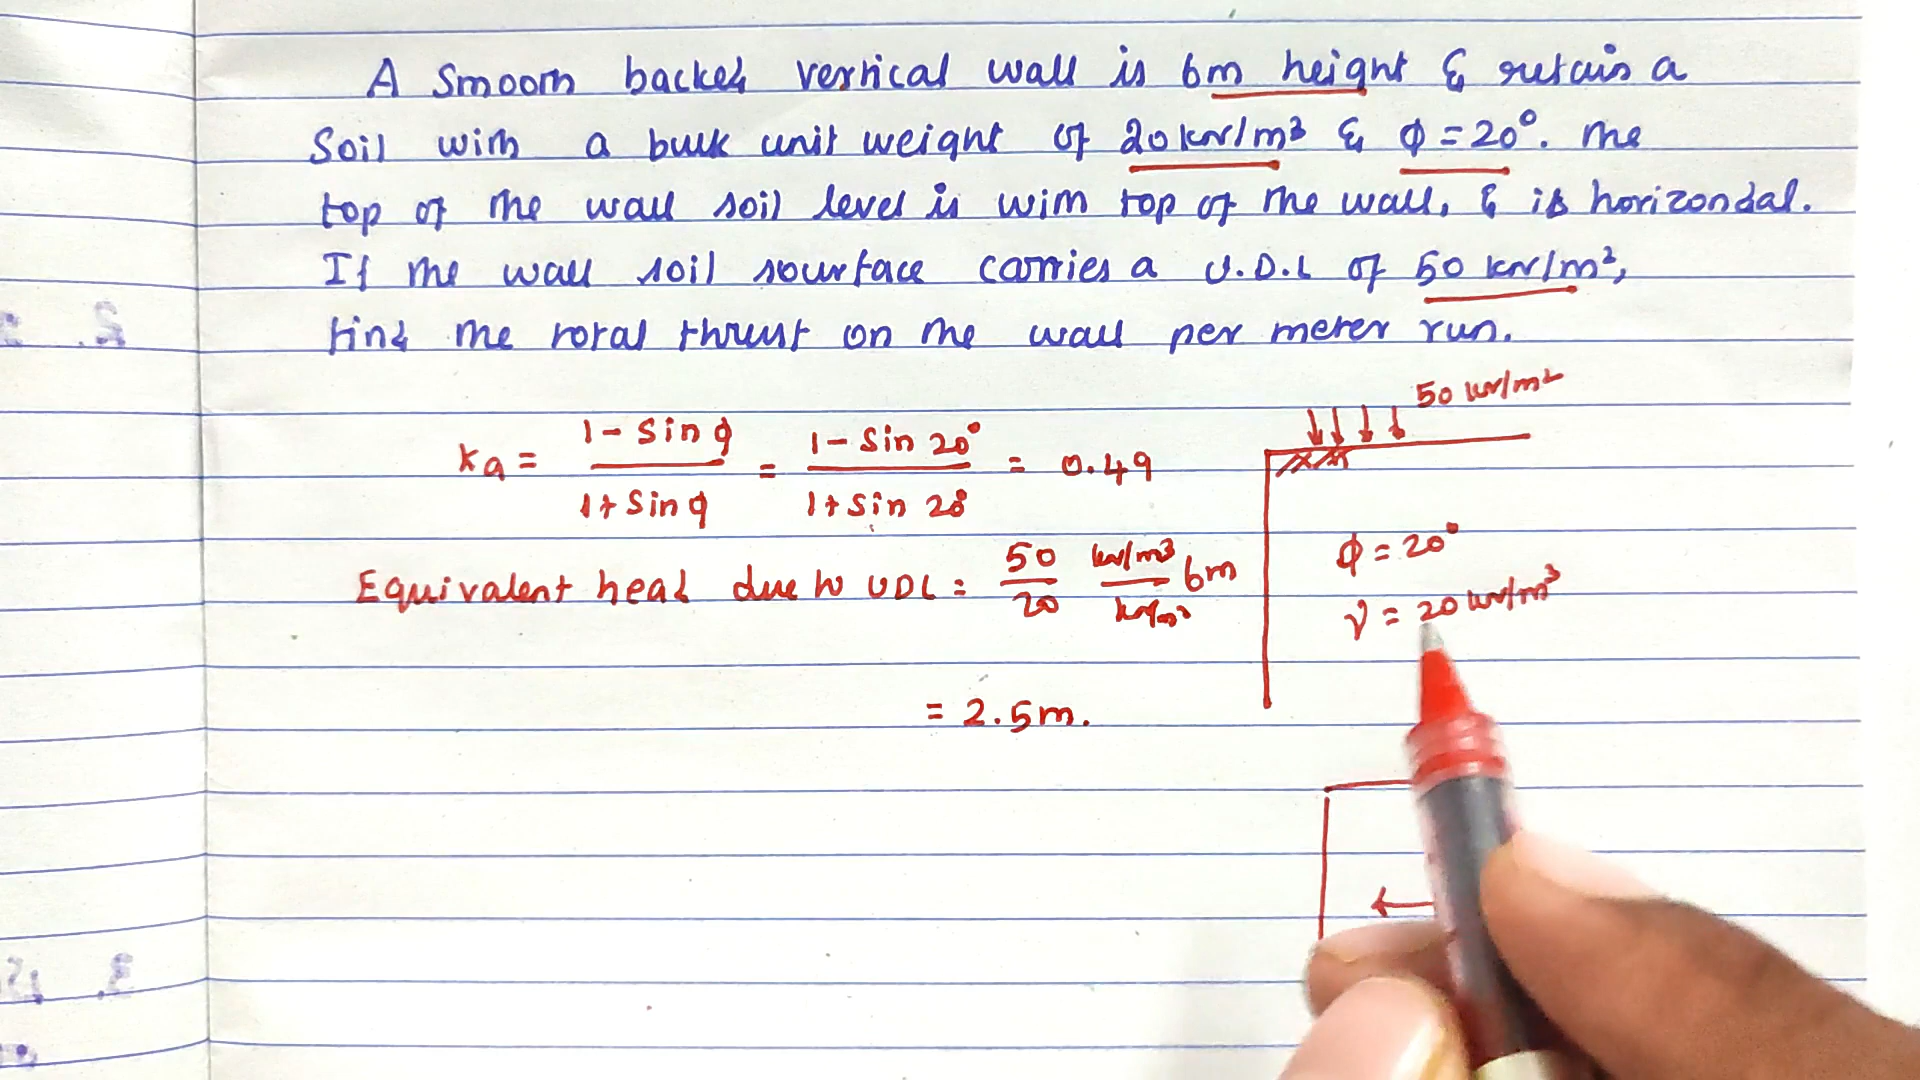 A smooth backed vertical wall is 6m height & retain a
soil with a bulk unit weight of 20 kN/m³ & ϕ = 20°. The
top of the wall soil level is with top of the wall, & is horizondal.
If the wall soil sourface carries a U.D.L of 50 kN/m²,
find the total thrust on the wall per meter run.
50 kN/m²
Ka = (1 - Sin φ)/(1 + Sin φ) = (1 - Sin 20°)/(1 + Sin 20°) = 0.49
Equivalent head due to UDL = 50/20 (kN/m³)/(kN/m²)
6m
ϕ = 20°
γ = 20 kN/m³
= 2.5m.